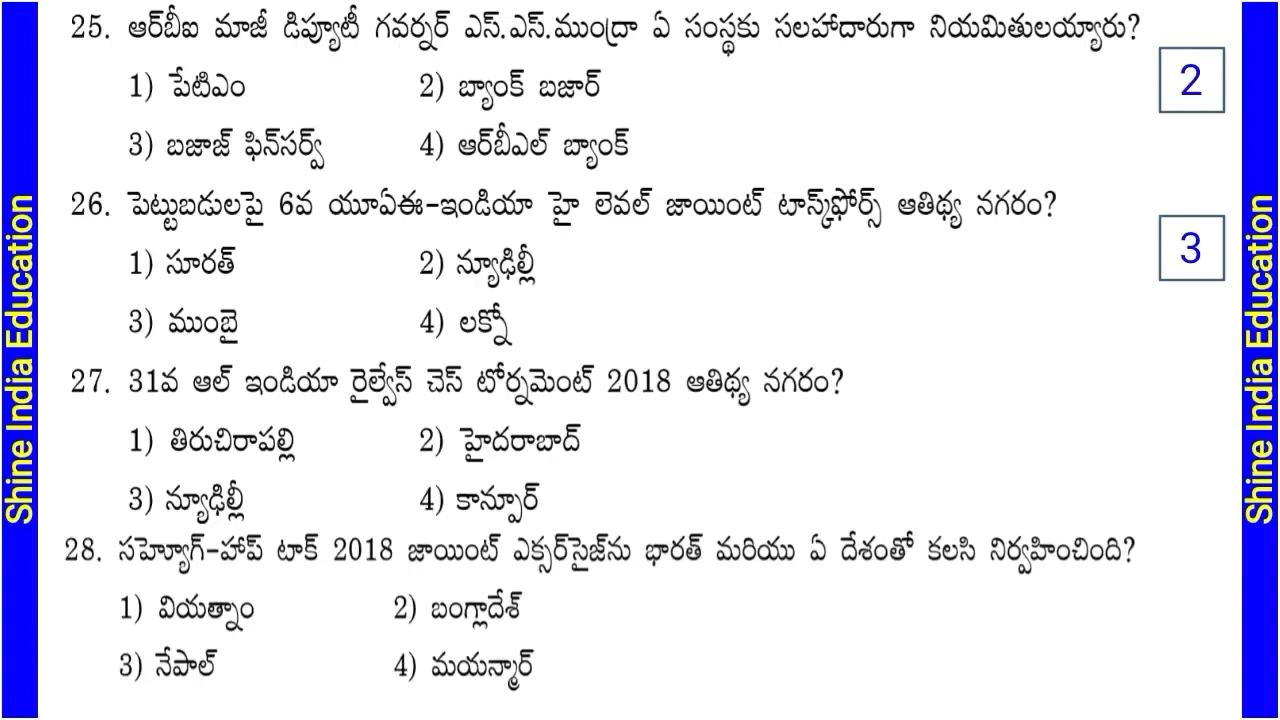 Shine India Education
25. ఆర్‌బీఐ మాజీ డిప్యూటీ గవర్నర్ ఎస్.ఎస్.ముంద్రా ఏ సంస్థకు సలహాదారుగా నియమితులయ్యారు?
2
1) పేటిఎం 2) బ్యాంక్ బజార్
3) బజాజ్ ఫిన్‌సర్వ్ 4) ఆర్‌బీఎల్ బ్యాంక్
26. పెట్టుబడులపై 6వ యూఏఈ-ఇండియా హై లెవల్ జాయింట్ టాస్క్‌ఫోర్స్ ఆతిథ్య నగరం?
3
1) సూరత్ 2) న్యూఢిల్లీ
3) ముంబై 4) లక్నో
27. 31వ ఆల్ ఇండియా రైల్వేస్ చెస్ టోర్నమెంట్ 2018 ఆతిథ్య నగరం?
1) తిరుచిరాపల్లి 2) హైదరాబాద్
3) న్యూఢిల్లీ 4) కాన్పూర్
28. సహ్యోగ్-హాప్ టాక్ 2018 జాయింట్ ఎక్సర్‌సైజ్‌ను భారత్ మరియు ఏ దేశంతో కలసి నిర్వహించింది?
1) వియత్నాం 2) బంగ్లాదేశ్
3) నేపాల్ 4) మయన్మార్
Shine India Education